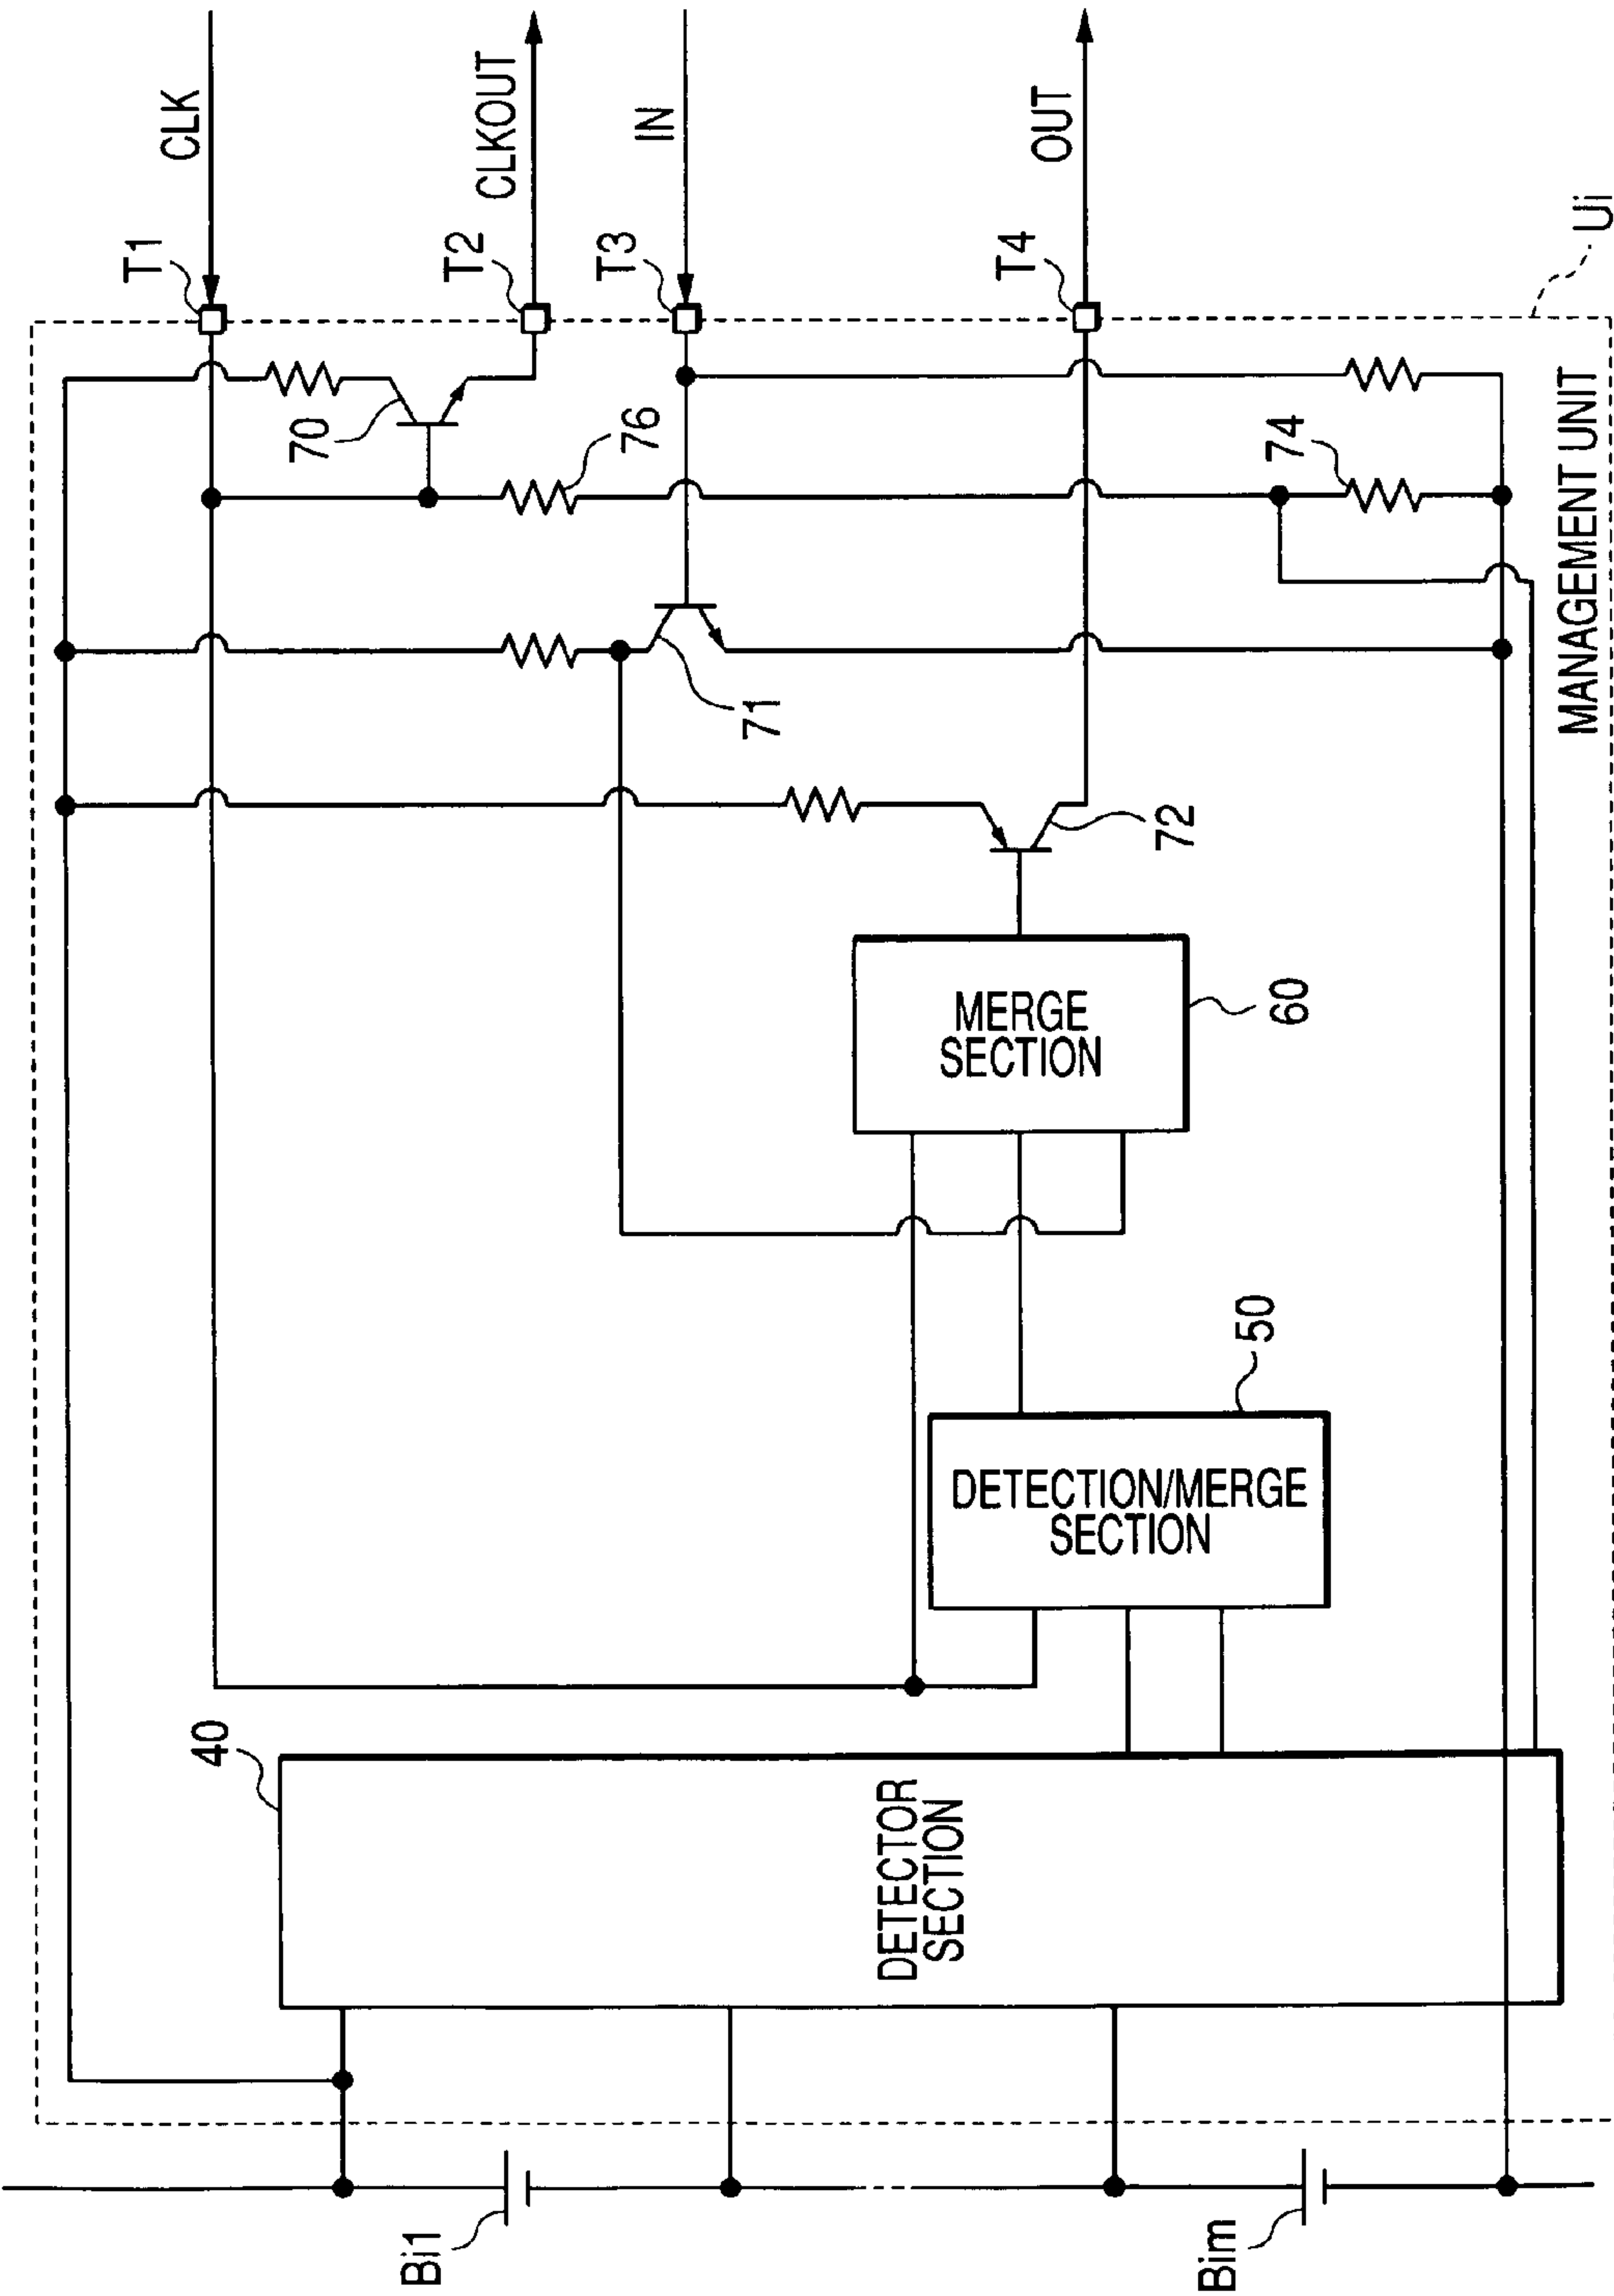 CLK
CLKOUT
IN
OUT
T1
T2
T3
T4
Ui
70
76
74
71
72
MANAGEMENT UNIT
MERGE
SECTION
60
DETECTION/MERGE
SECTION
50
40
DETECTOR
SECTION
Bi1
Bim